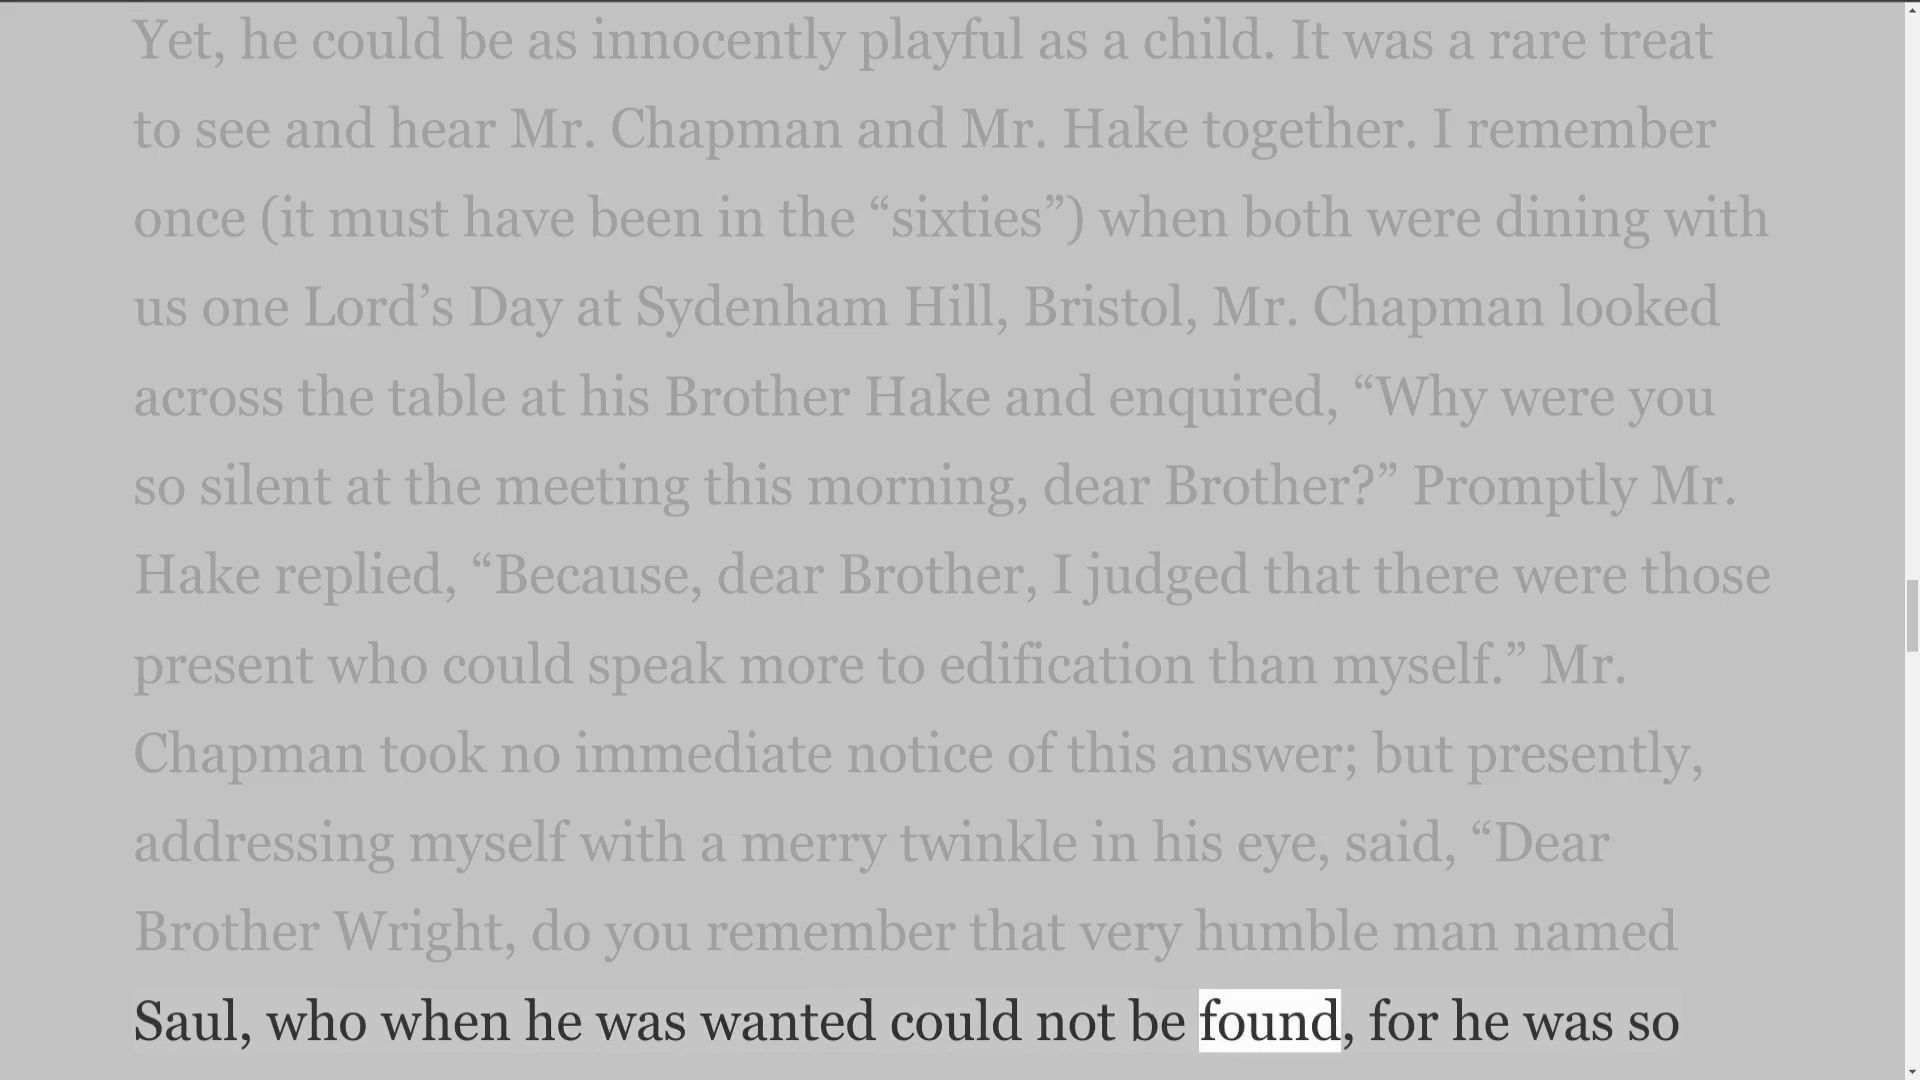 Yet, he could be as innocently playful as a child. It was a rare treat
to see and hear Mr. Chapman and Mr. Hake together. I remember
once (it must have been in the “sixties”) when both were dining with
us one Lord’s Day at Sydenham Hill, Bristol, Mr. Chapman looked
across the table at his Brother Hake and enquired, “Why were you
so silent at the meeting this morning, dear Brother?” Promptly Mr.
Hake replied, “Because, dear Brother, I judged that there were those
present who could speak more to edification than myself.” Mr.
Chapman took no immediate notice of this answer; but presently,
addressing myself with a merry twinkle in his eye, said, “Dear
Brother Wright, do you remember that very humble man named
Saul, who when he was wanted could not be found, for he was so